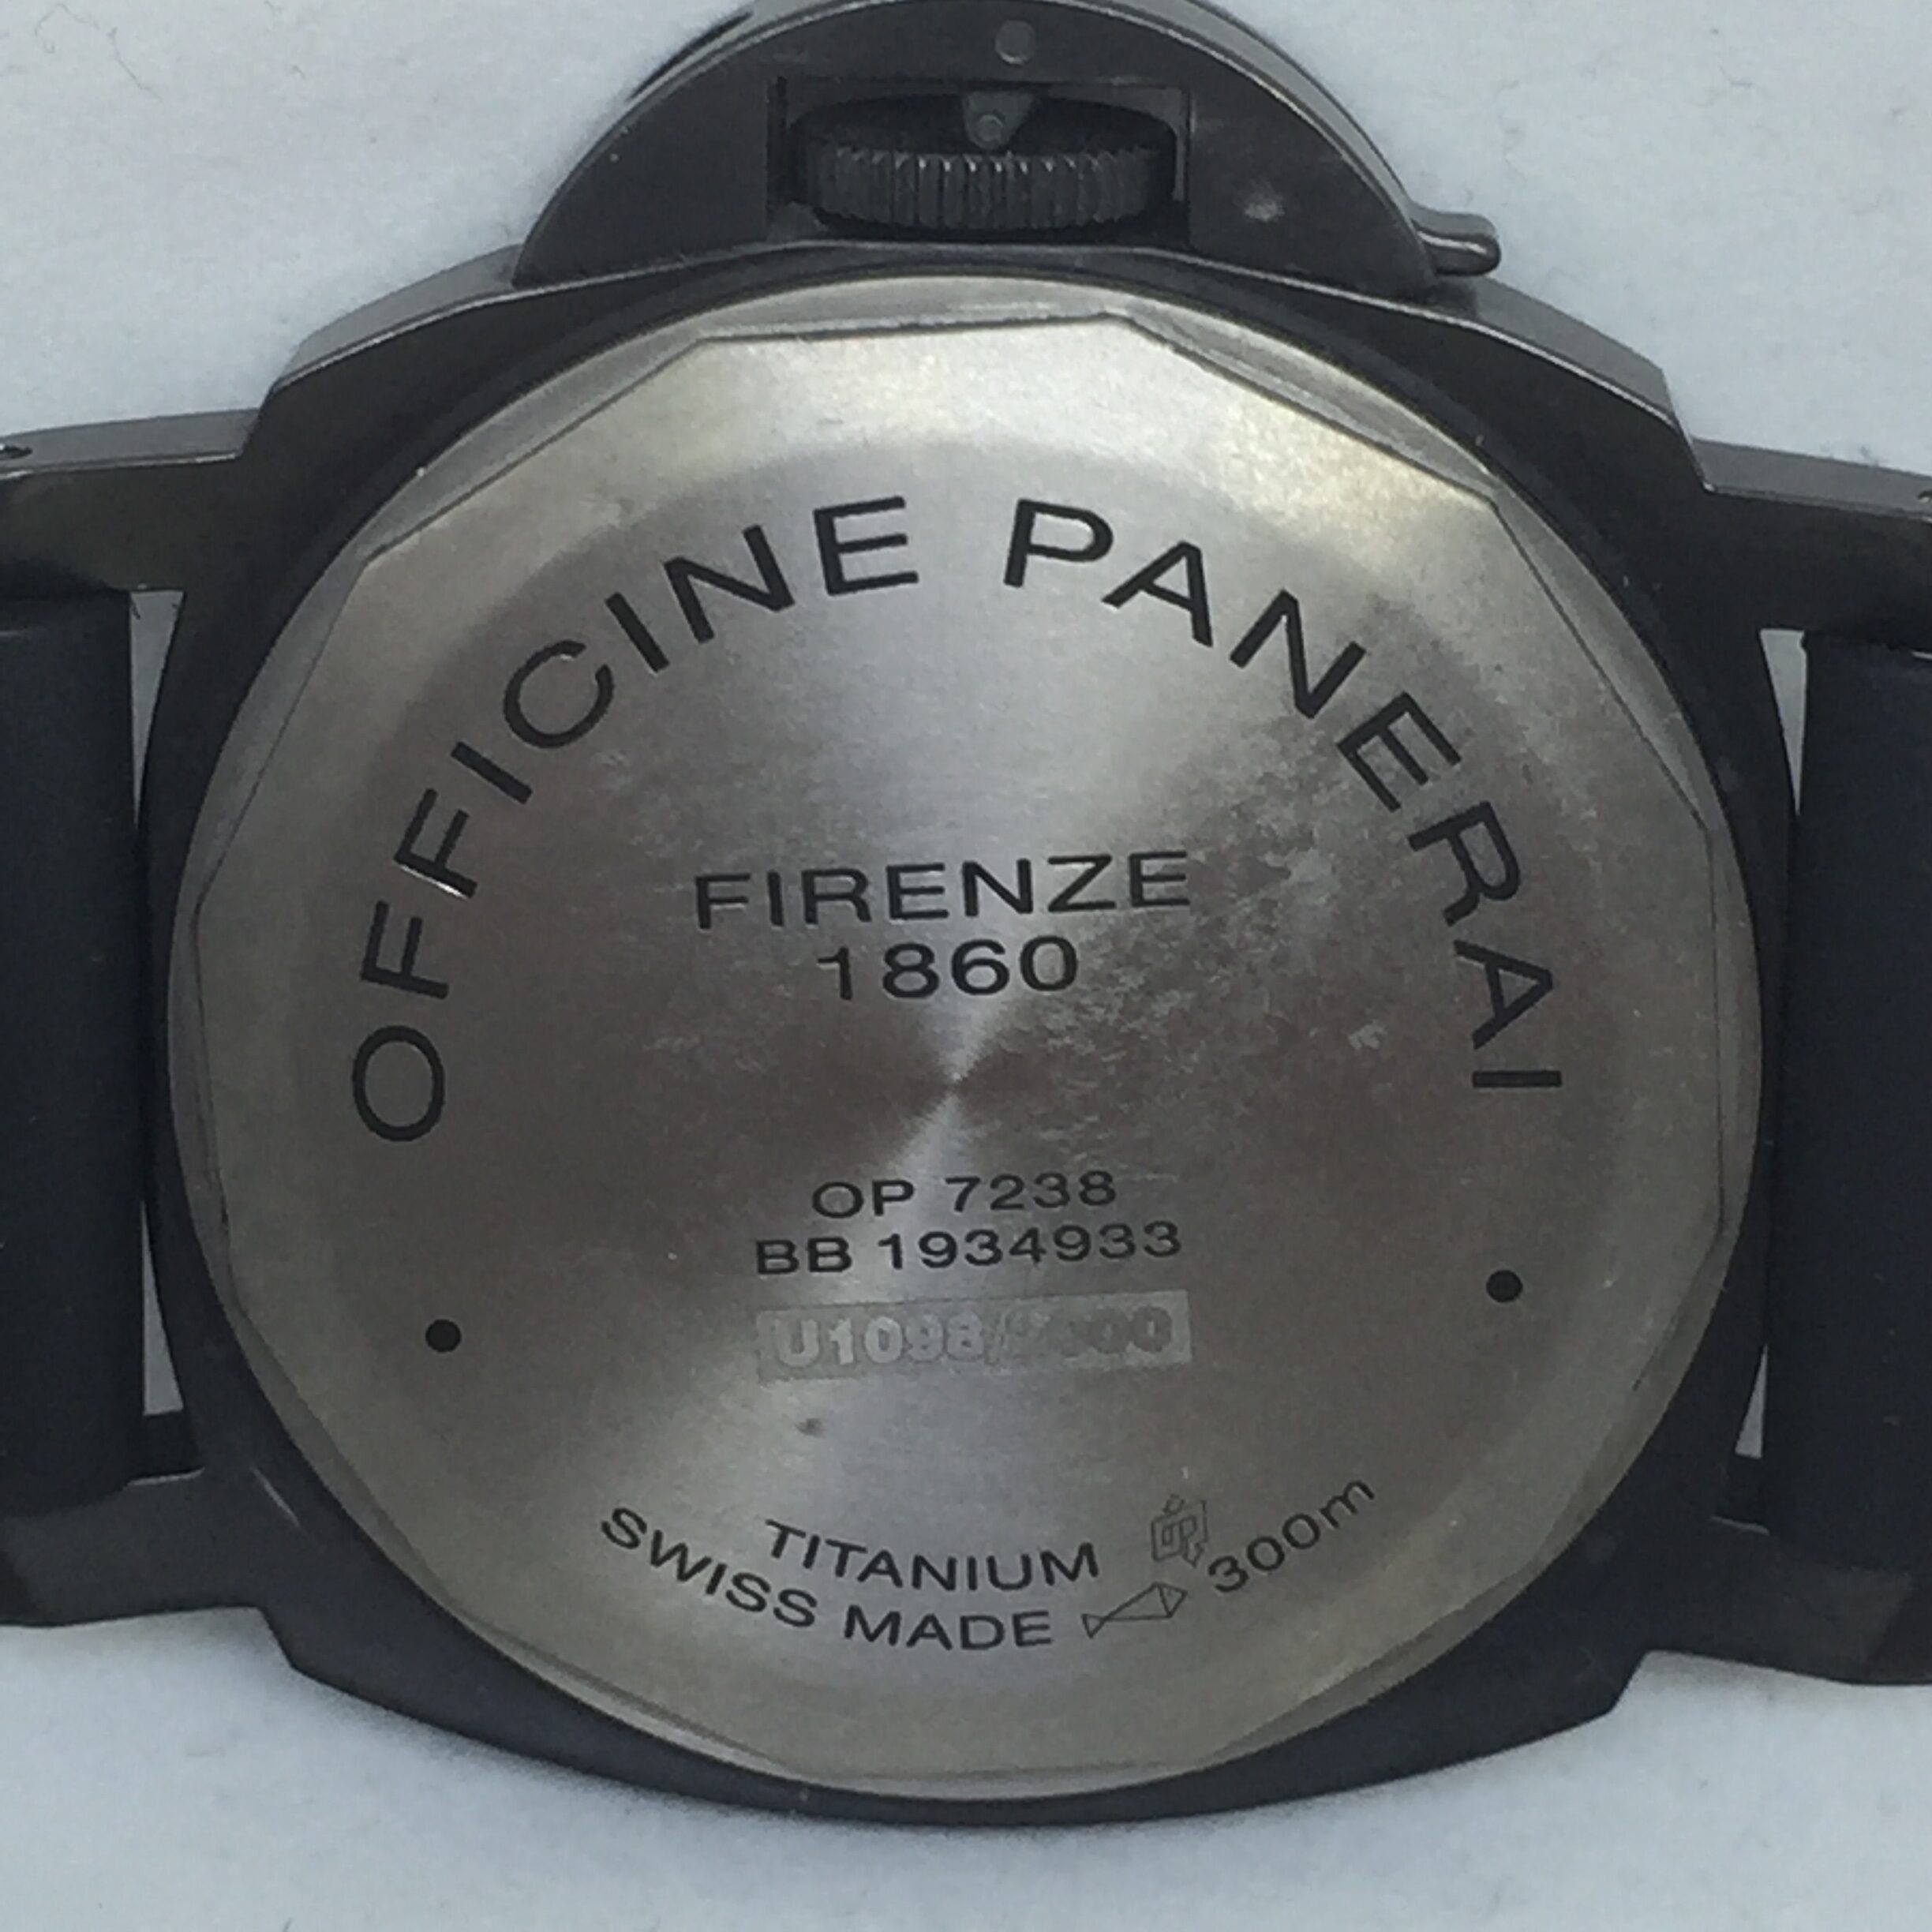 OFFICINE PANERAI
FIRENZE
1860
OP 7238
BB 1934933
TITANIUM
SWISS MADE 300m